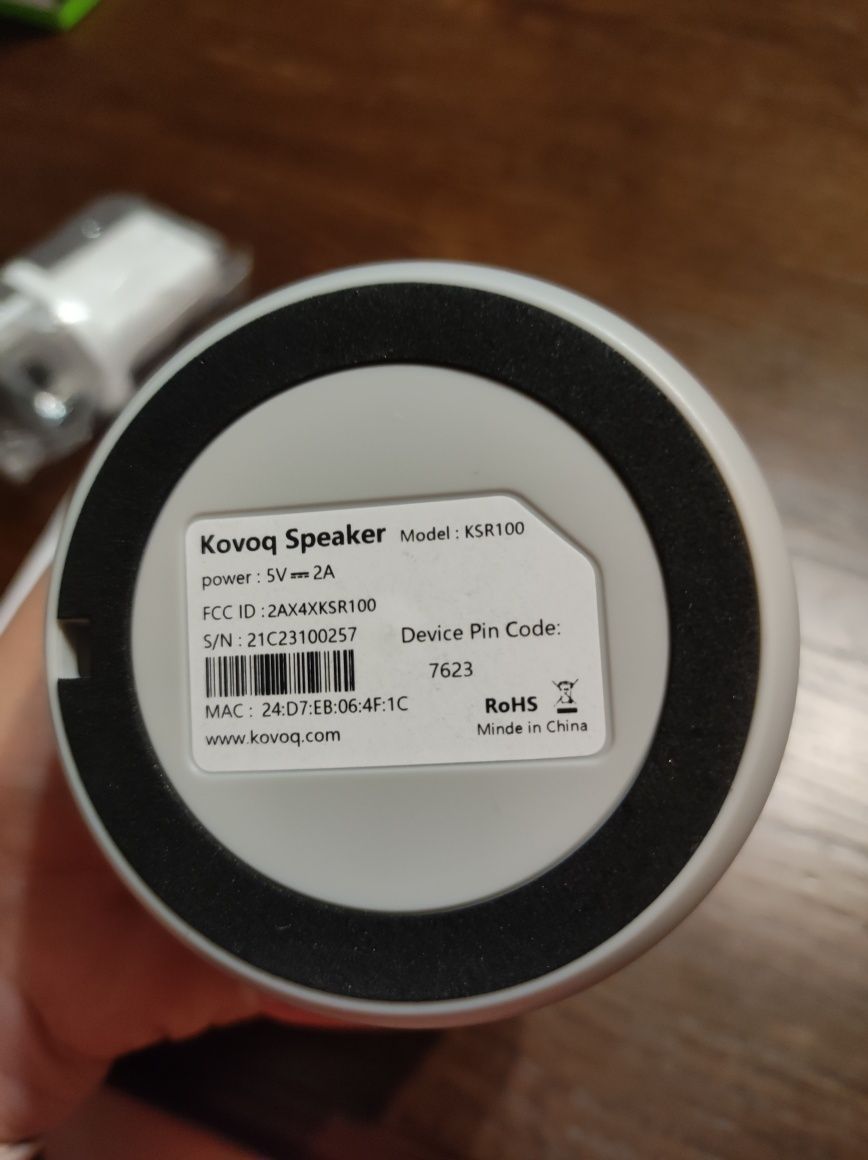 Kovoq Speaker Model : KSR100
power : 5V⎓2A
FCC ID :2AX4XKSR100
S/N : 21C23100257
Device Pin Code:
7623
MAC : 24:D7:EB:06:4F:1C
RoHS
www.kovoq.com
Minde in China